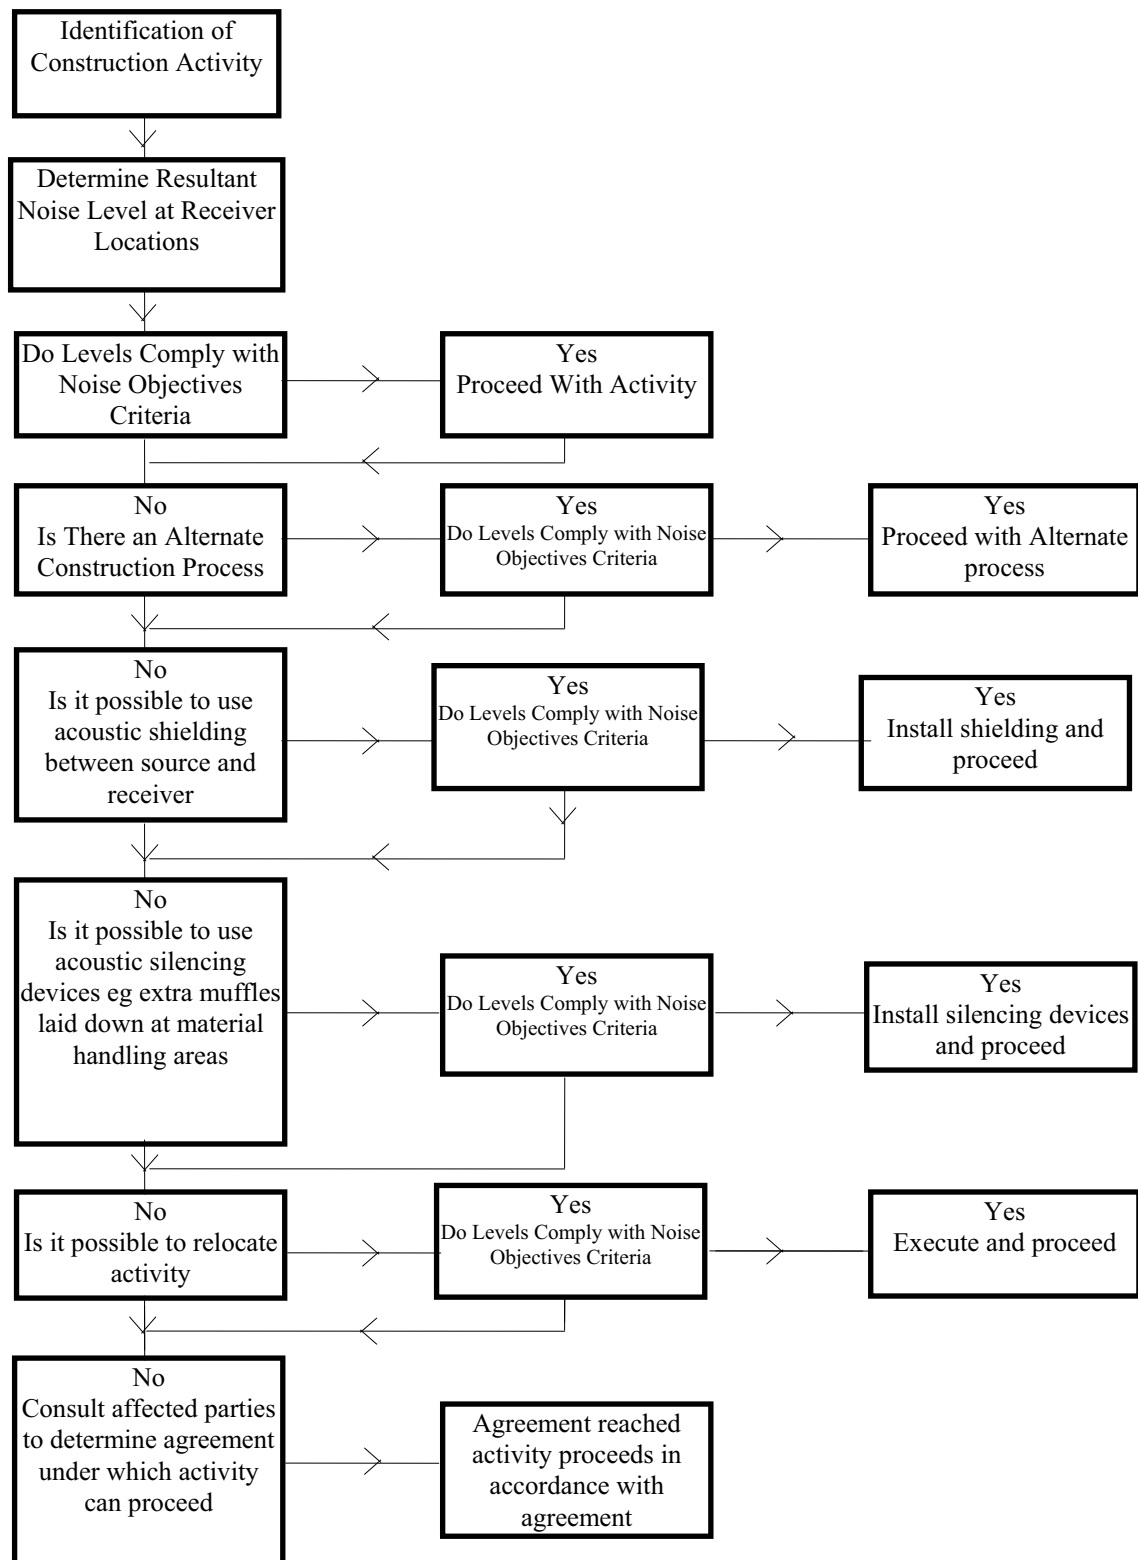 Identification of
Construction Activity
Determine Resultant
Noise Level at Receiver
Locations
Do Levels Comply with
Noise Objectives
Criteria
Yes
Proceed With Activity
No
Is There an Alternate
Construction Process
Yes
Do Levels Comply with Noise
Objectives Criteria
Yes
Proceed with Alternate
process
No
Is it possible to use
acoustic shielding
between source and
receiver
Yes
Do Levels Comply with Noise
Objectives Criteria
Yes
Install shielding and
proceed
No
Is it possible to use
acoustic silencing
devices eg extra muffles
laid down at material
handling areas
Yes
Do Levels Comply with Noise
Objectives Criteria
Yes
Install silencing devices
and proceed
No
Is it possible to relocate
activity
Yes
Do Levels Comply with Noise
Objectives Criteria
Yes
Execute and proceed
No
Consult affected parties
to determine agreement
under which activity
can proceed
Agreement reached
activity proceeds in
accordance with
agreement